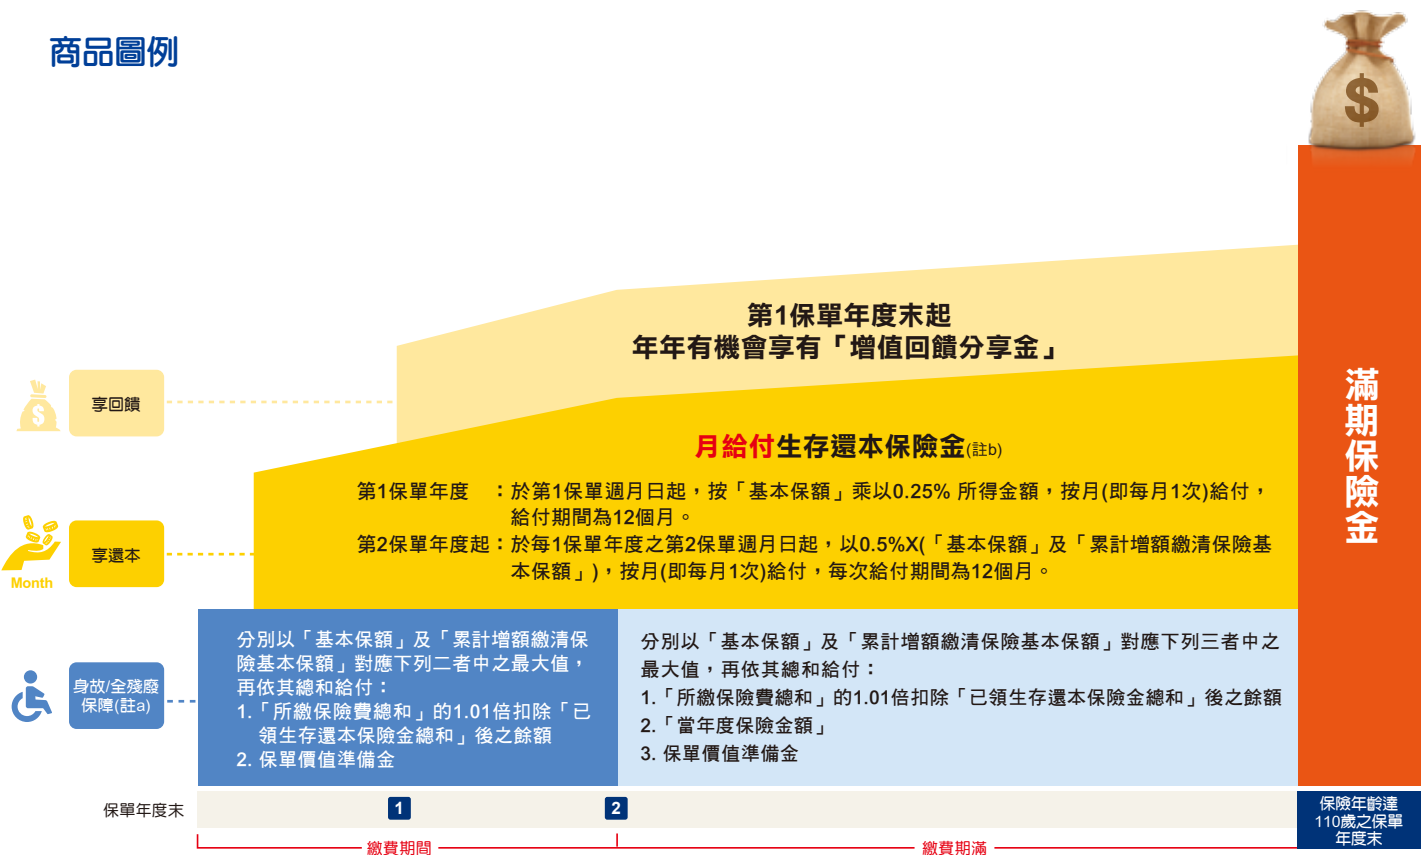 商品圖例
$
滿期保險金
第1保單年度末起
年年有機會享有「增值回饋分享金」
$
享回饋
月給付生存還本保險金(註b)
第1保單年度 ：於第1保單週月日起，按「基本保額」乘以0.25% 所得金額，按月(即每月1次)給付，
給付期間為12個月。
第2保單年度起：於每1保單年度之第2保單週月日起，以0.5%X(「基本保額」及「累計增額繳清保險基
本保額」)，按月(即每月1次)給付，每次給付期間為12個月。
Month
享還本
身故/全殘廢
保障(註a)
分別以「基本保額」及「累計增額繳清保
險基本保額」對應下列二者中之最大值，
再依其總和給付：
1.「所繳保險費總和」的1.01倍扣除「已
領生存還本保險金總和」後之餘額
2. 保單價值準備金
分別以「基本保額」及「累計增額繳清保險基本保額」對應下列三者中之
最大值，再依其總和給付：
1.「所繳保險費總和」的1.01倍扣除「已領生存還本保險金總和」後之餘額
2.「當年度保險金額」
3. 保單價值準備金
保單年度末
1
2
保險年齡達
110歲之保單
年度末
繳費期間
繳費期滿